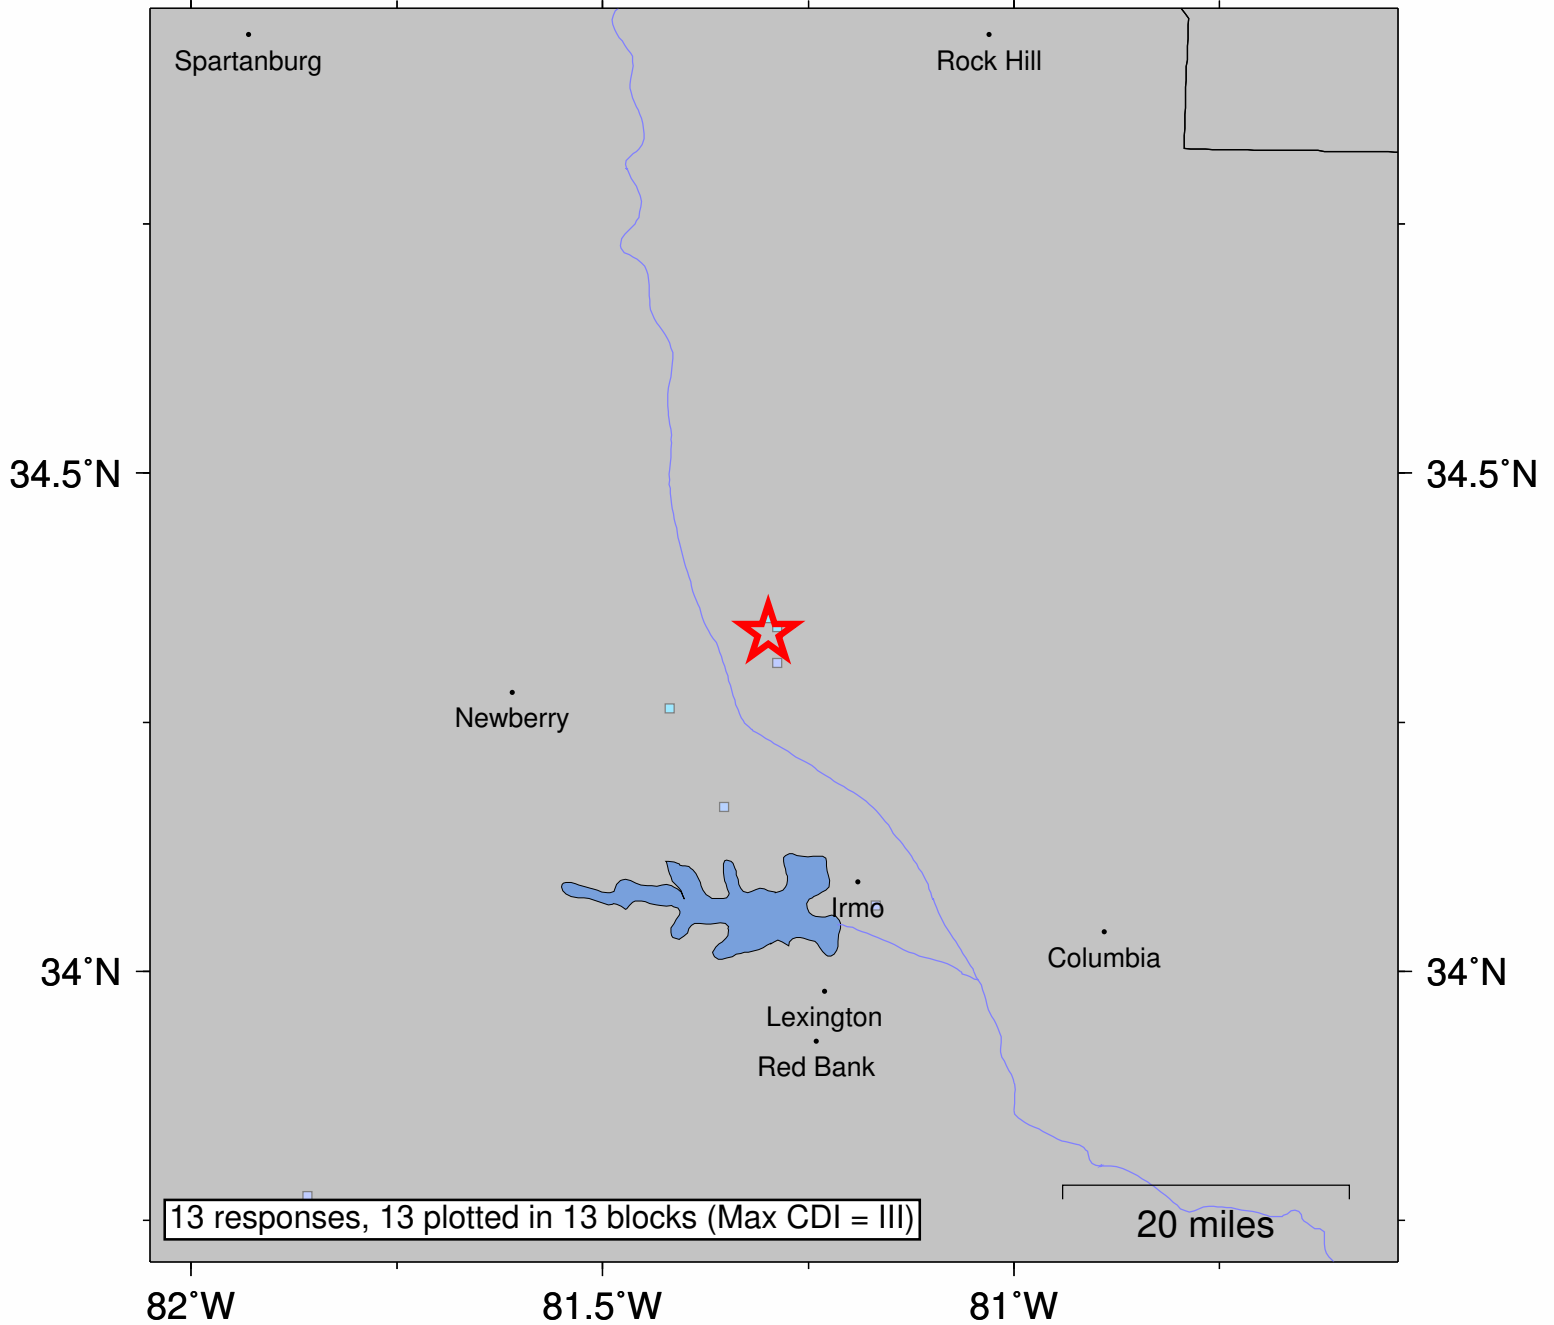 Spartanburg
Rock Hill
34.5°N
34.5°N
Newberry
Irmo
Columbia
34°N
34°N
Lexington
Red Bank
13 responses, 13 plotted in 13 blocks (Max CDI = III)
20 miles
82°W
81.5°W
81°W